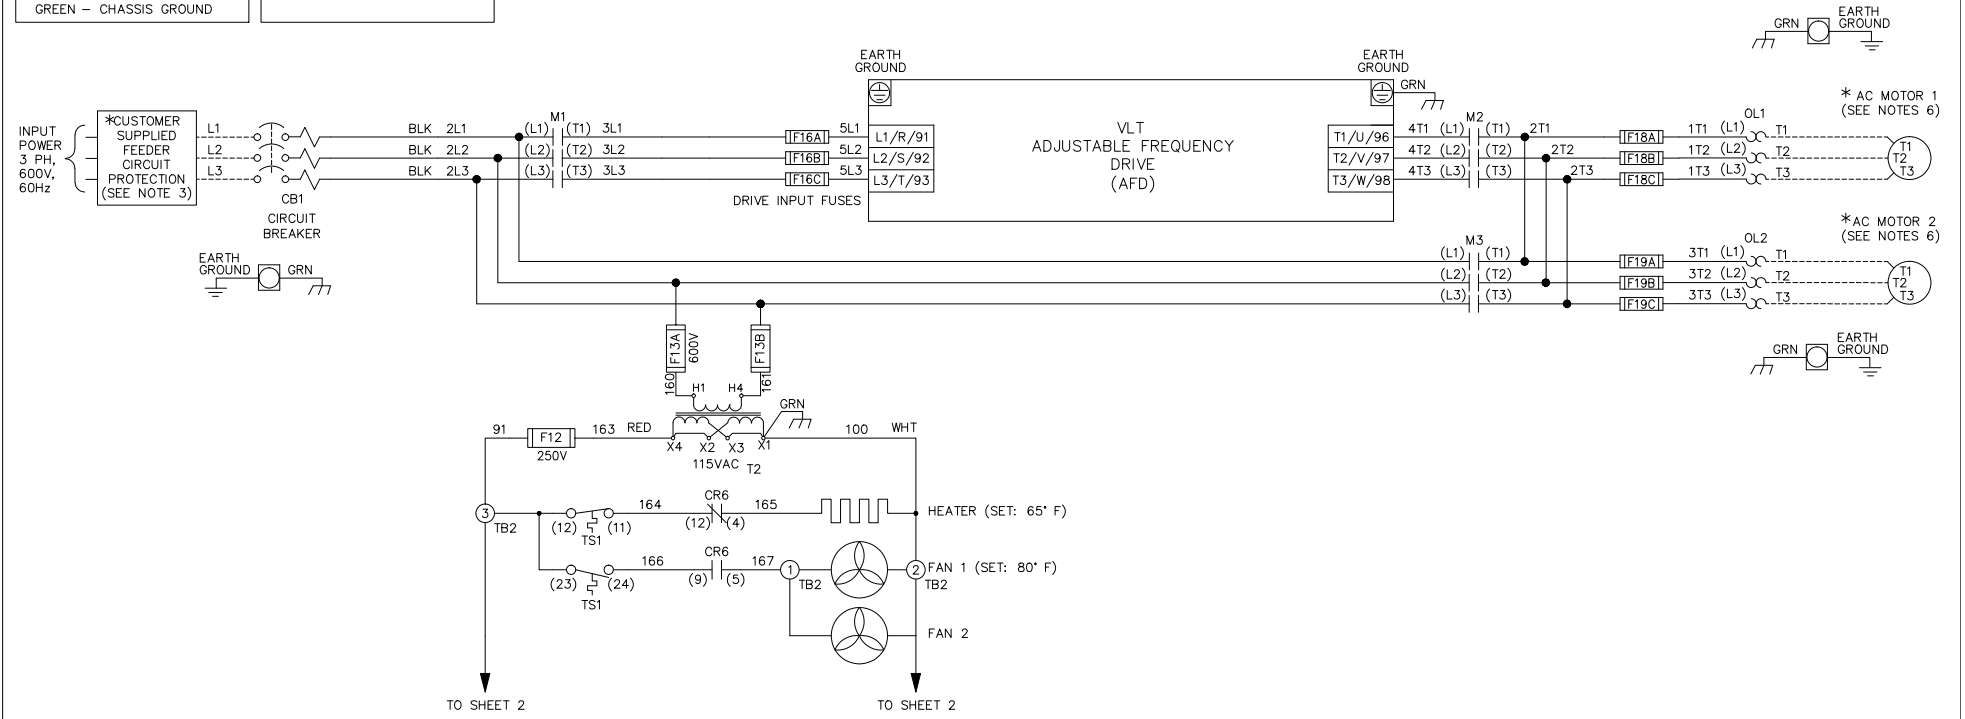 GREEN – CHASSIS GROUND
EARTH
GROUND
GRN
EARTH
GROUND
EARTH
GROUND
GRN
INPUT
POWER
3 PH,
600V,
60Hz
*CUSTOMER
SUPPLIED
FEEDER
CIRCUIT
PROTECTION
(SEE NOTE 3)
L1
L2
L3
CB1
CIRCUIT
BREAKER
BLK 2L1
BLK 2L2
BLK 2L3
M1
(L1) (T1) 3L1
(L2) (T2) 3L2
(L3) (T3) 3L3
F16A
F16B
F16C
DRIVE INPUT FUSES
5L1
5L2
5L3
L1/R/91
L2/S/92
L3/T/93
VLT
ADJUSTABLE FREQUENCY
DRIVE
(AFD)
T1/U/96
T2/V/97
T3/W/98
4T1 (L1) (T1)
4T2 (L2) (T2)
4T3 (L3) (T3)
M2
2T1
2T2
2T3
F18A
F18B
F18C
1T1 (L1) T1
1T2 (L2) T2
1T3 (L3) T3
OL1
* AC MOTOR 1
(SEE NOTES 6)
T1
T2
T3
EARTH
GROUND
GRN
M3
(L1) (T1)
(L2) (T2)
(L3) (T3)
F19A
F19B
F19C
3T1 (L1) T1
3T2 (L2) T2
3T3 (L3) T3
OL2
* AC MOTOR 2
(SEE NOTES 6)
T1
T2
T3
GRN
EARTH
GROUND
F13A
600V
F13B
160
161
H1 H4
GRN
91
F12
250V
163 RED
X4 X2 X3 X1
115VAC T2
100 WHT
3
TB2
(12) (11)
TS1
164
CR6
(12) (4)
165
HEATER (SET: 65° F)
(23) (24)
TS1
166
CR6
(9) (5)
167
1
TB2
2
TB2
FAN 1 (SET: 80° F)
FAN 2
TO SHEET 2
TO SHEET 2